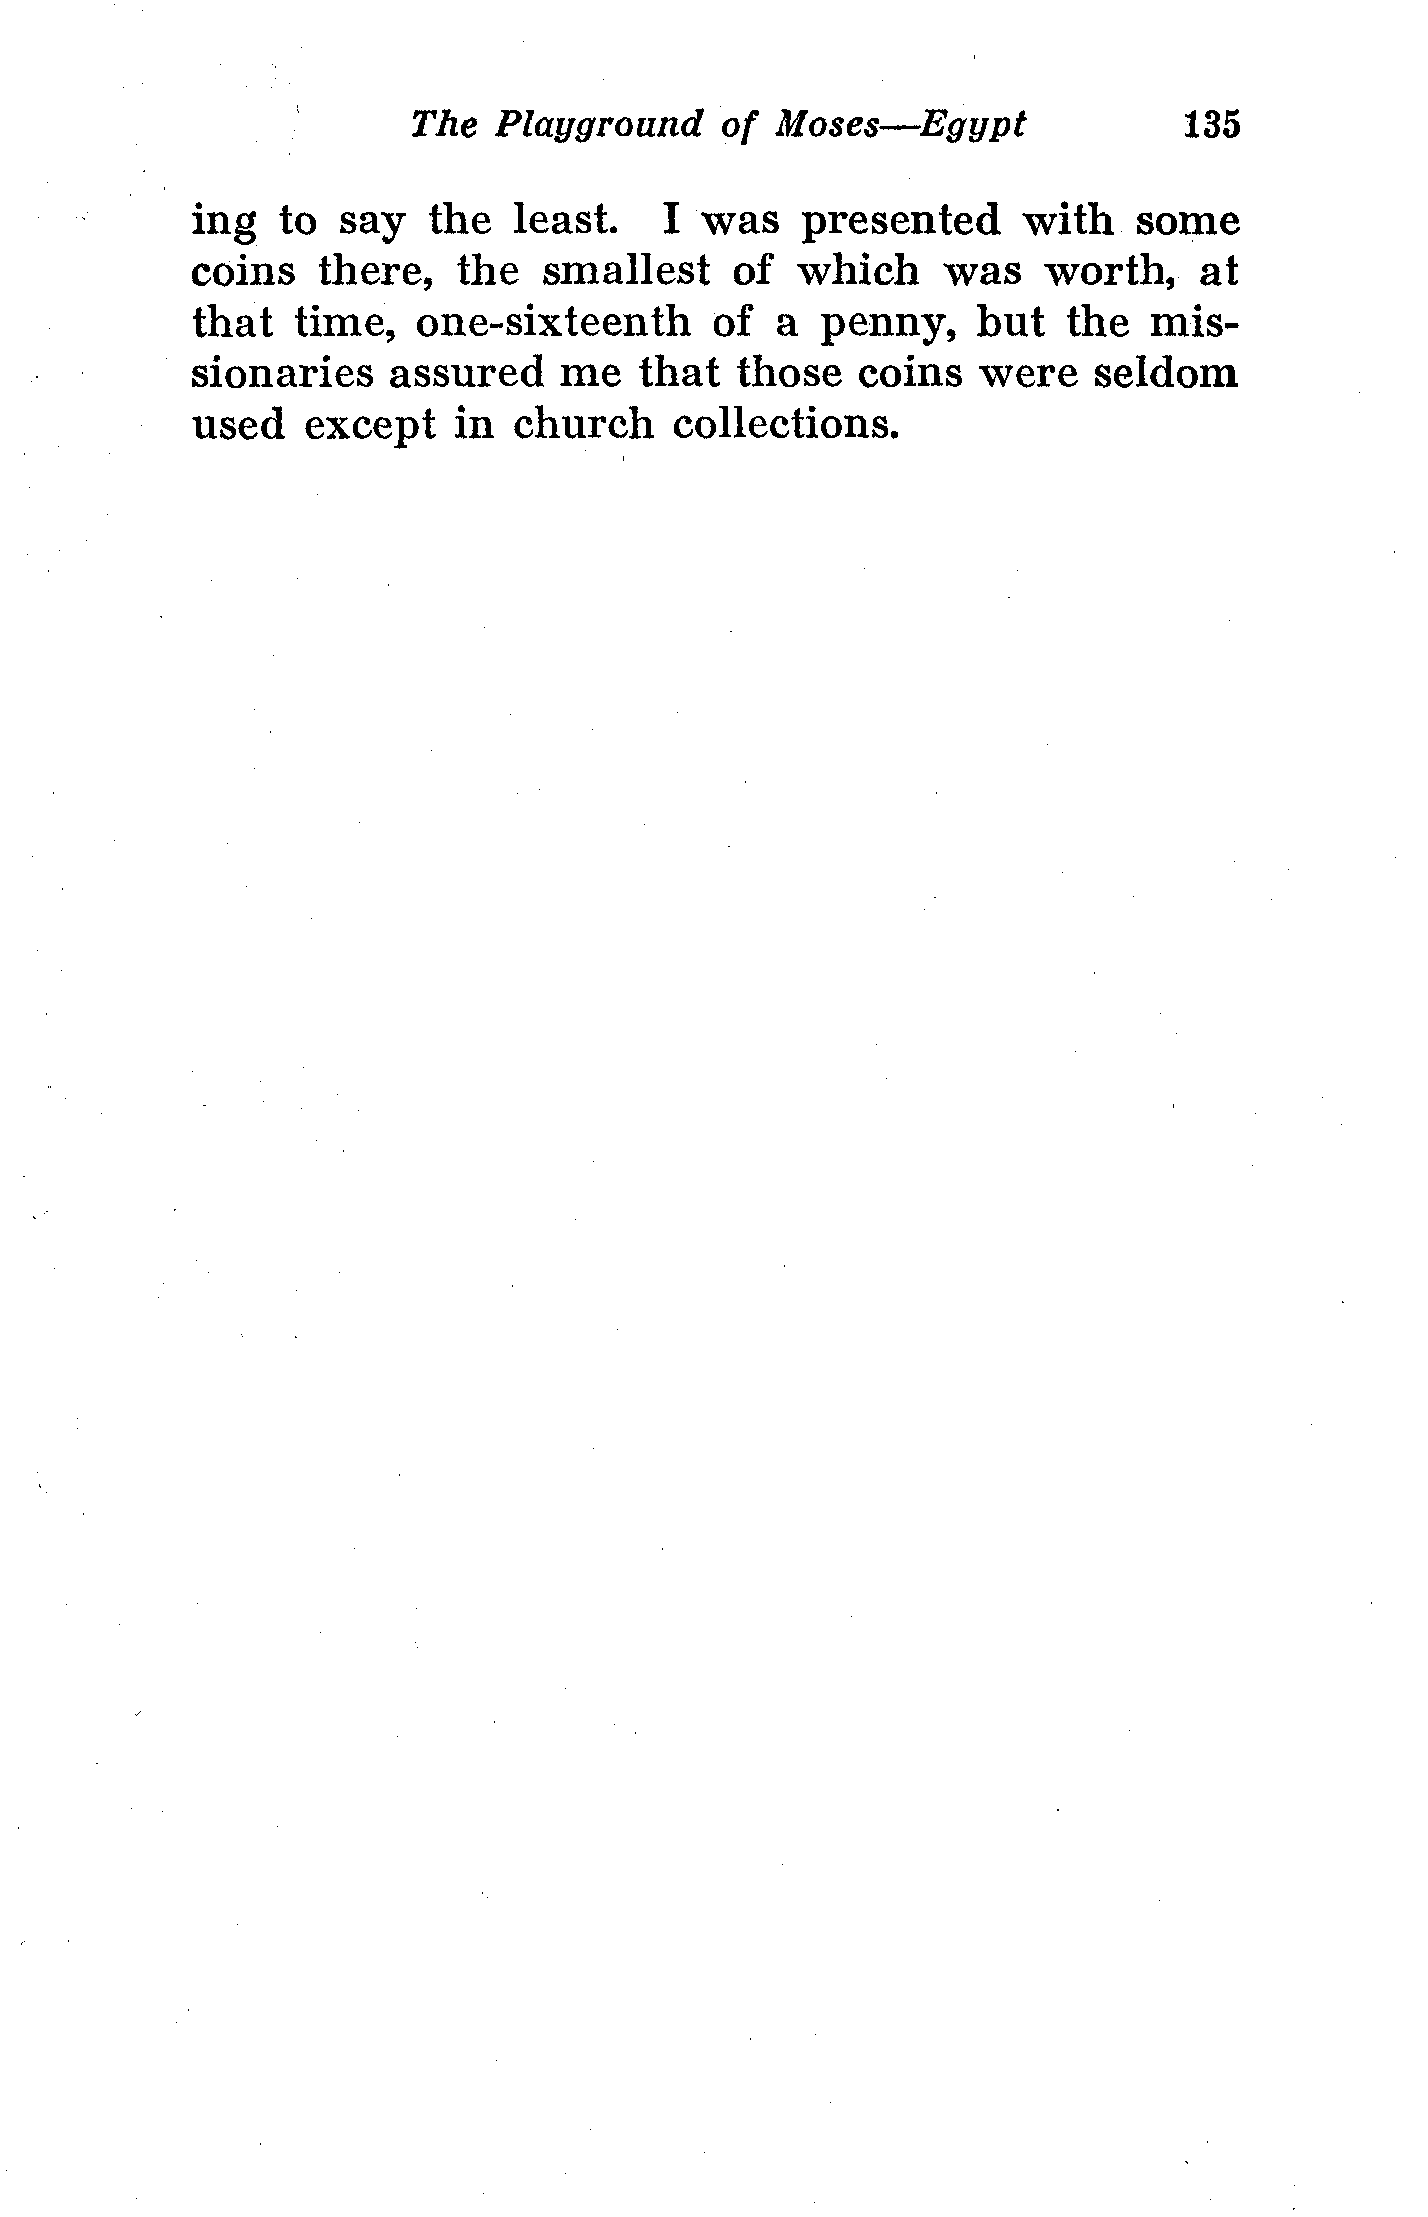 The Playground of Moses—Egypt 135
ing to say the least. I was presented with some
coins there, the smallest of which was worth, at
that time, one-sixteenth of a penny, but the mis-
sionaries assured me that those coins were seldom
used except in church collections.